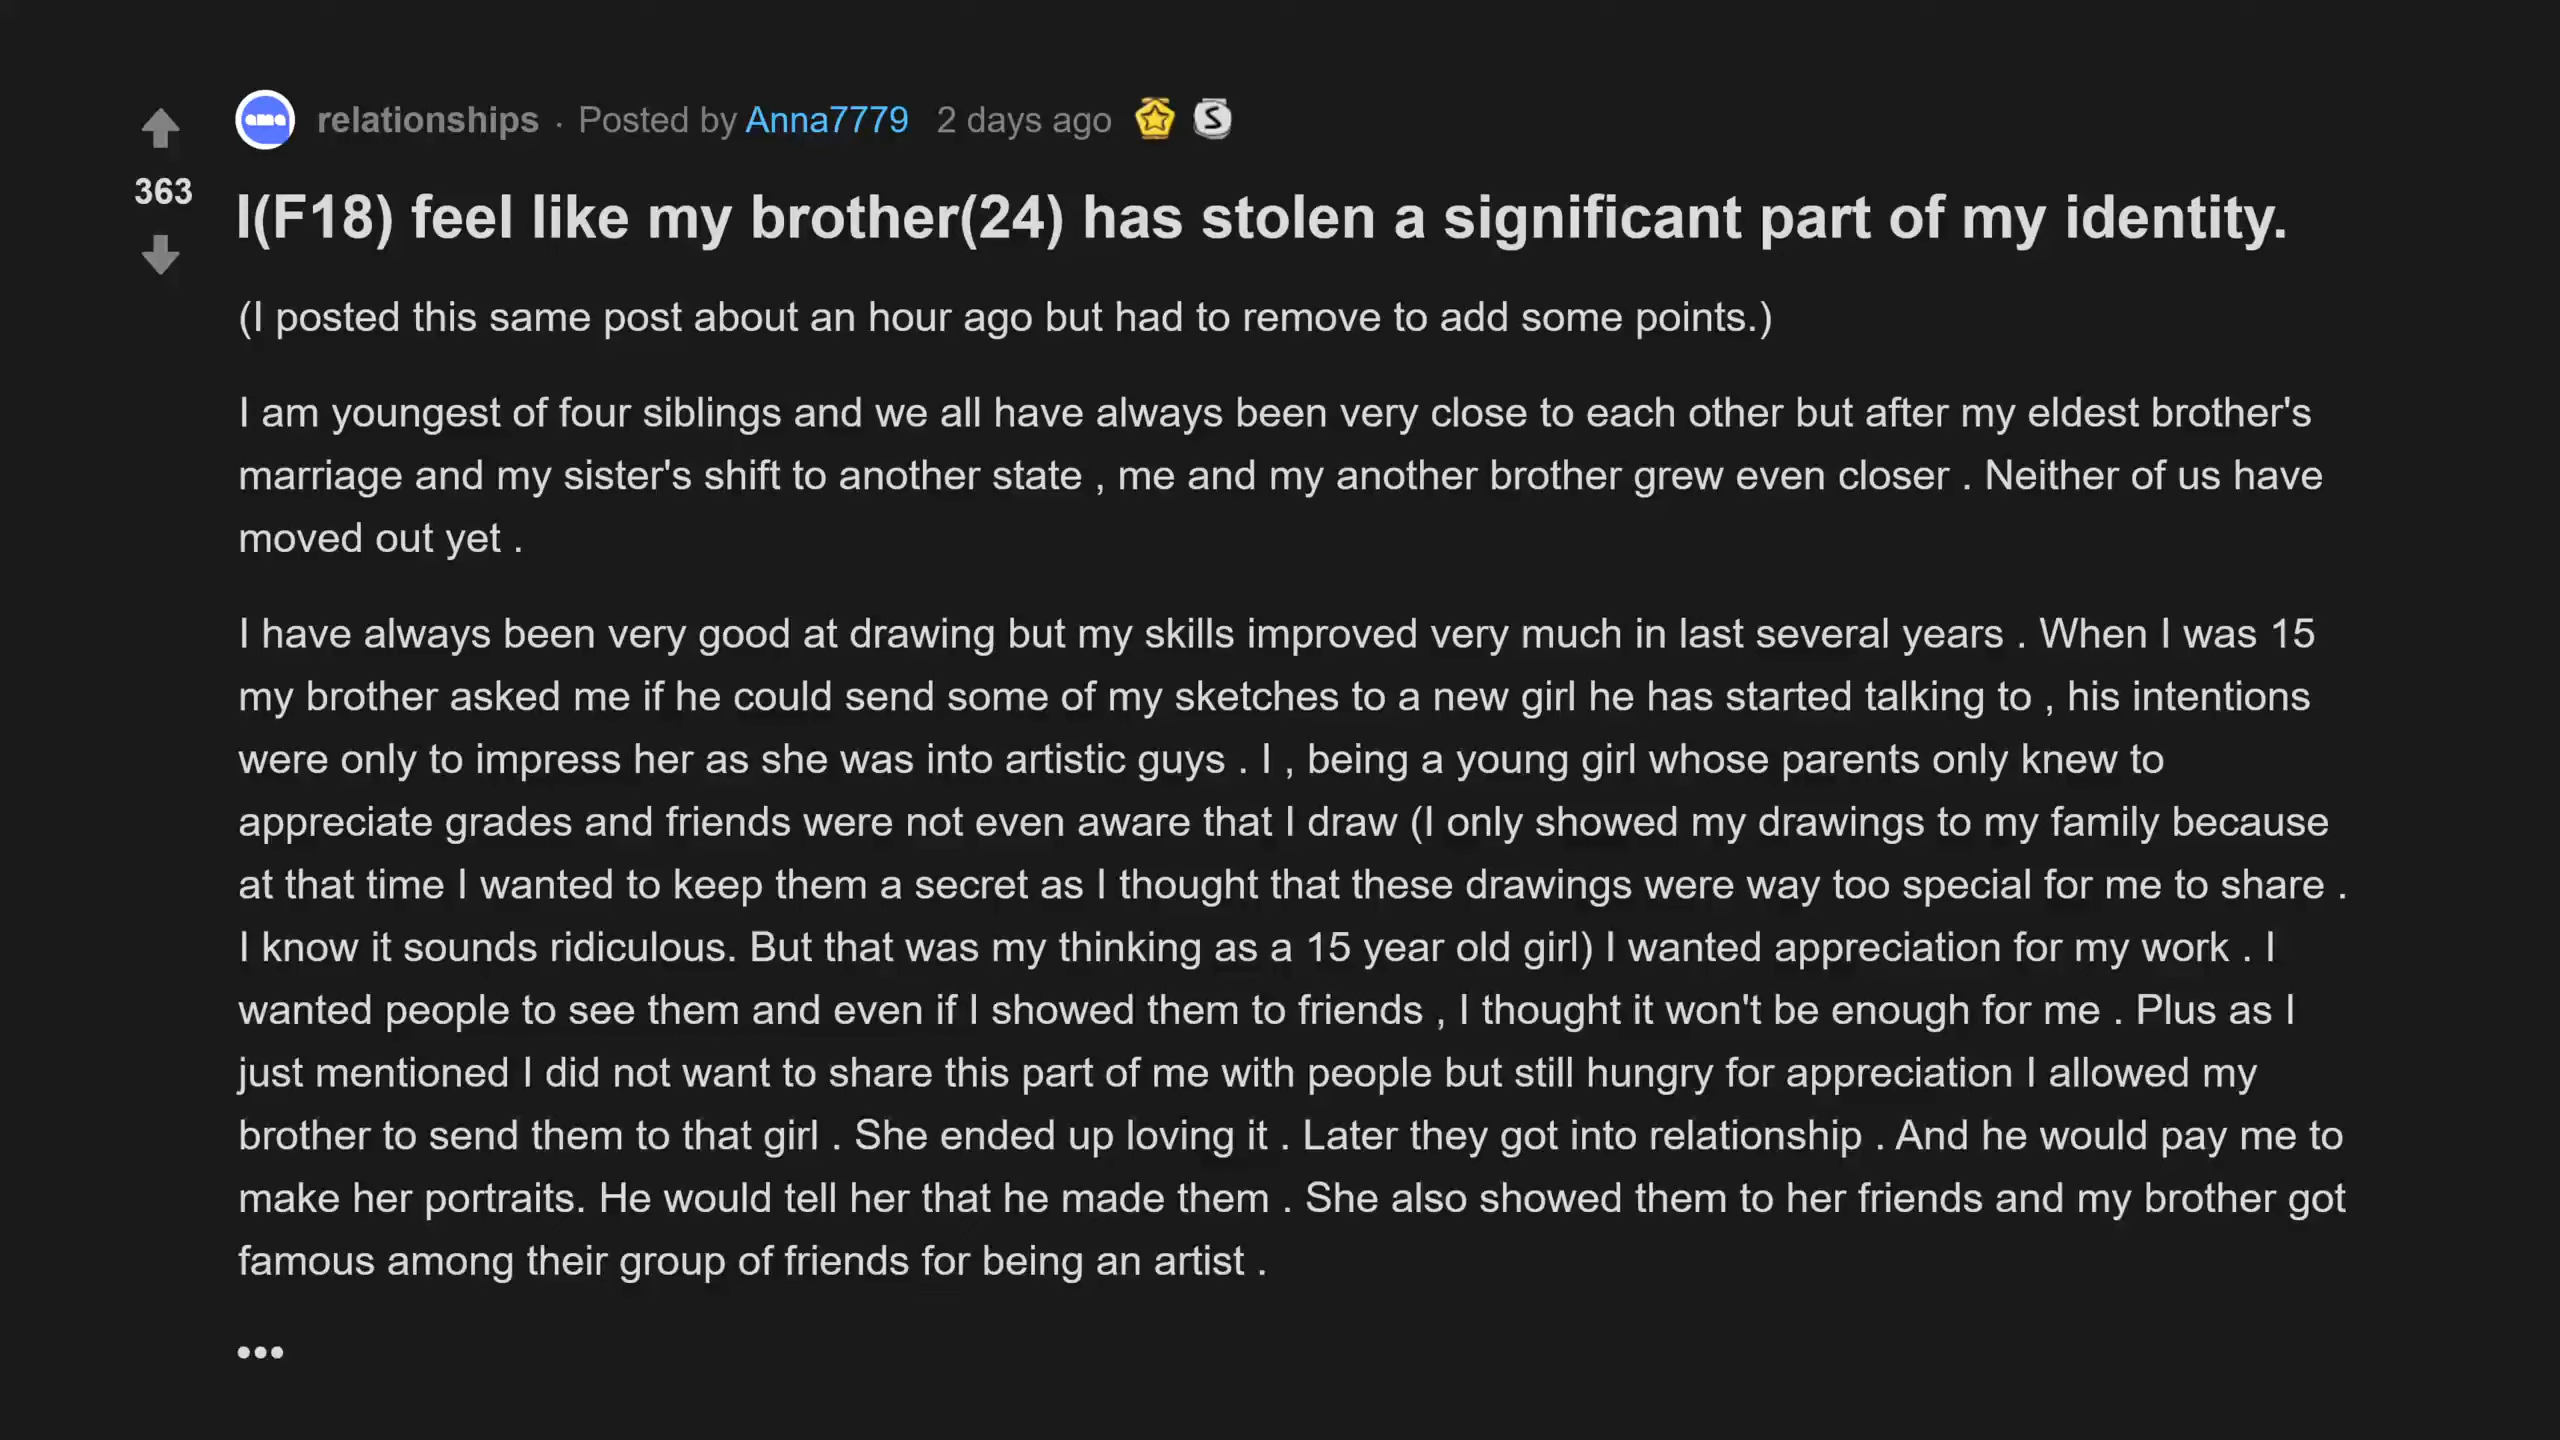 ama relationships · Posted by Anna7779 2 days ago S
363
I(F18) feel like my brother(24) has stolen a significant part of my identity.
(I posted this same post about an hour ago but had to remove to add some points.)
I am youngest of four siblings and we all have always been very close to each other but after my eldest brother's
marriage and my sister's shift to another state , me and my another brother grew even closer . Neither of us have
moved out yet .
I have always been very good at drawing but my skills improved very much in last several years . When I was 15
my brother asked me if he could send some of my sketches to a new girl he has started talking to , his intentions
were only to impress her as she was into artistic guys . I , being a young girl whose parents only knew to
appreciate grades and friends were not even aware that I draw (I only showed my drawings to my family because
at that time I wanted to keep them a secret as I thought that these drawings were way too special for me to share .
I know it sounds ridiculous. But that was my thinking as a 15 year old girl) I wanted appreciation for my work . I
wanted people to see them and even if I showed them to friends , I thought it won't be enough for me . Plus as I
just mentioned I did not want to share this part of me with people but still hungry for appreciation I allowed my
brother to send them to that girl . She ended up loving it . Later they got into relationship . And he would pay me to
make her portraits. He would tell her that he made them . She also showed them to her friends and my brother got
famous among their group of friends for being an artist .
•••